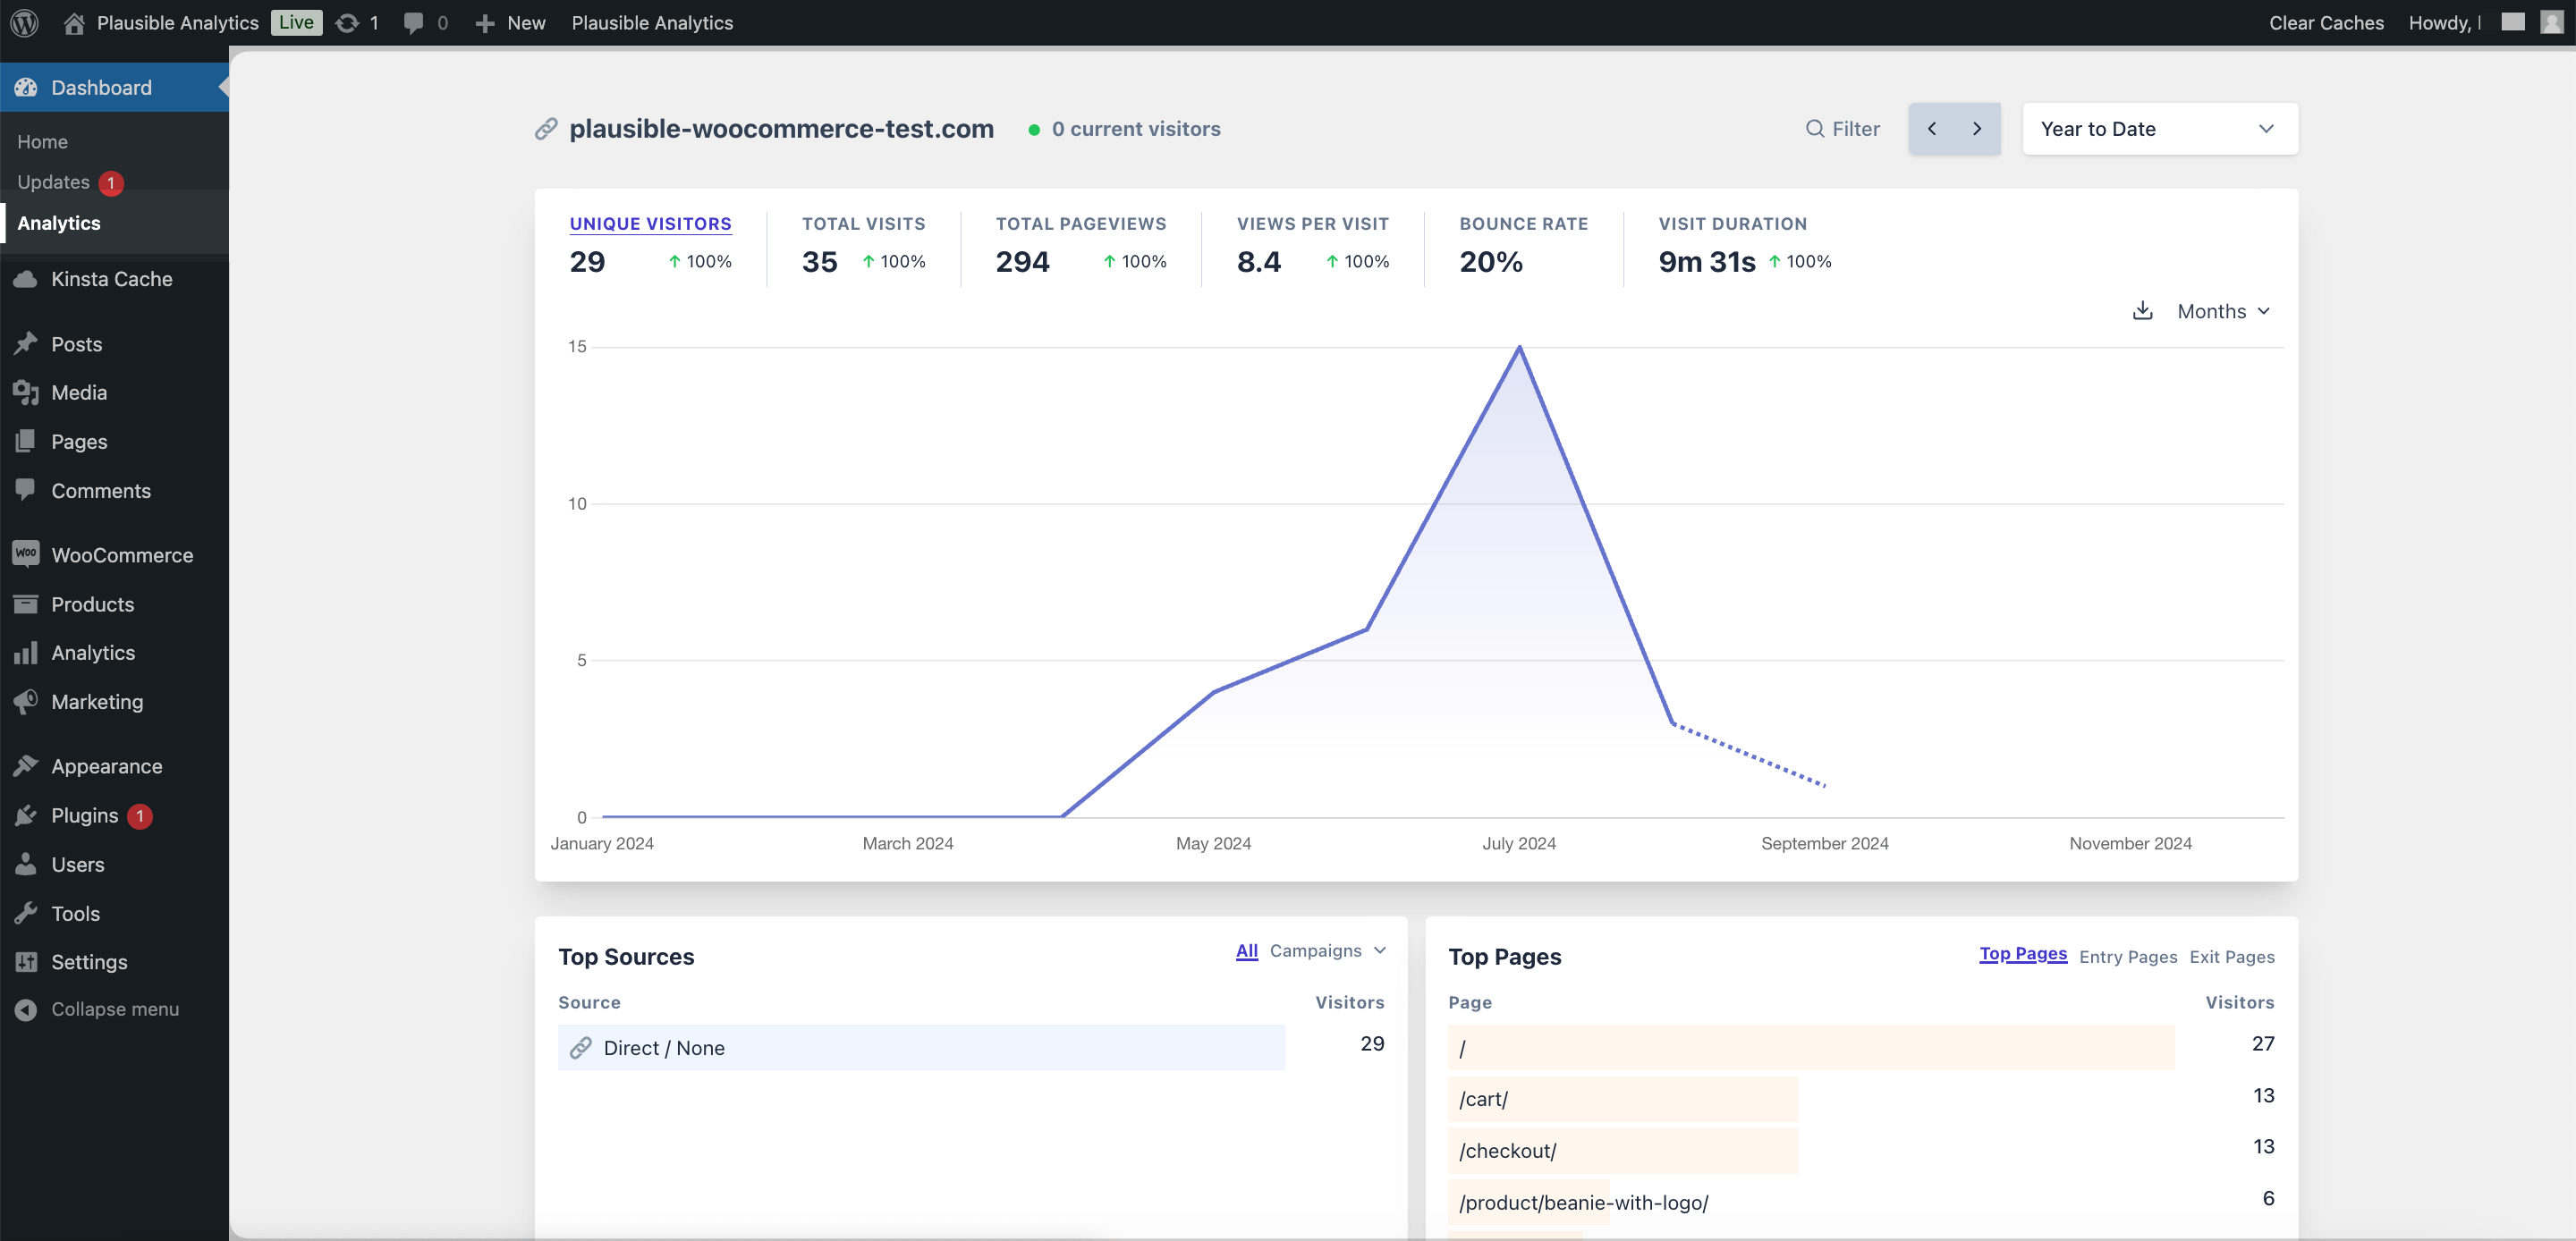 Plausible Analytics Live 1 0 New Plausible Analytics Clear Caches Howdy,
Dashboard
Home
Updates 1
Analytics
Kinsta Cache
Posts
Media
Pages
Comments
Woo WooCommerce
Products
Analytics
Marketing
Appearance
Plugins 1
Users
Tools
Settings
Collapse menu
plausible-woocommerce-test.com 0 current visitors Filter Year to Date
UNIQUE VISITORS TOTAL VISITS TOTAL PAGEVIEWS VIEWS PER VISIT BOUNCE RATE VISIT DURATION
29 ↑ 100% 35 ↑ 100% 294 ↑ 100% 8.4 ↑ 100% 20% 9m 31s ↑ 100%
Months
15
10
5
0
January 2024 March 2024 May 2024 July 2024 September 2024 November 2024
Top Sources All Campaigns
Source Visitors
Direct / None 29
Top Pages Top Pages Entry Pages Exit Pages
Page Visitors
/ 27
/cart/ 13
/checkout/ 13
/product/beanie-with-logo/ 6